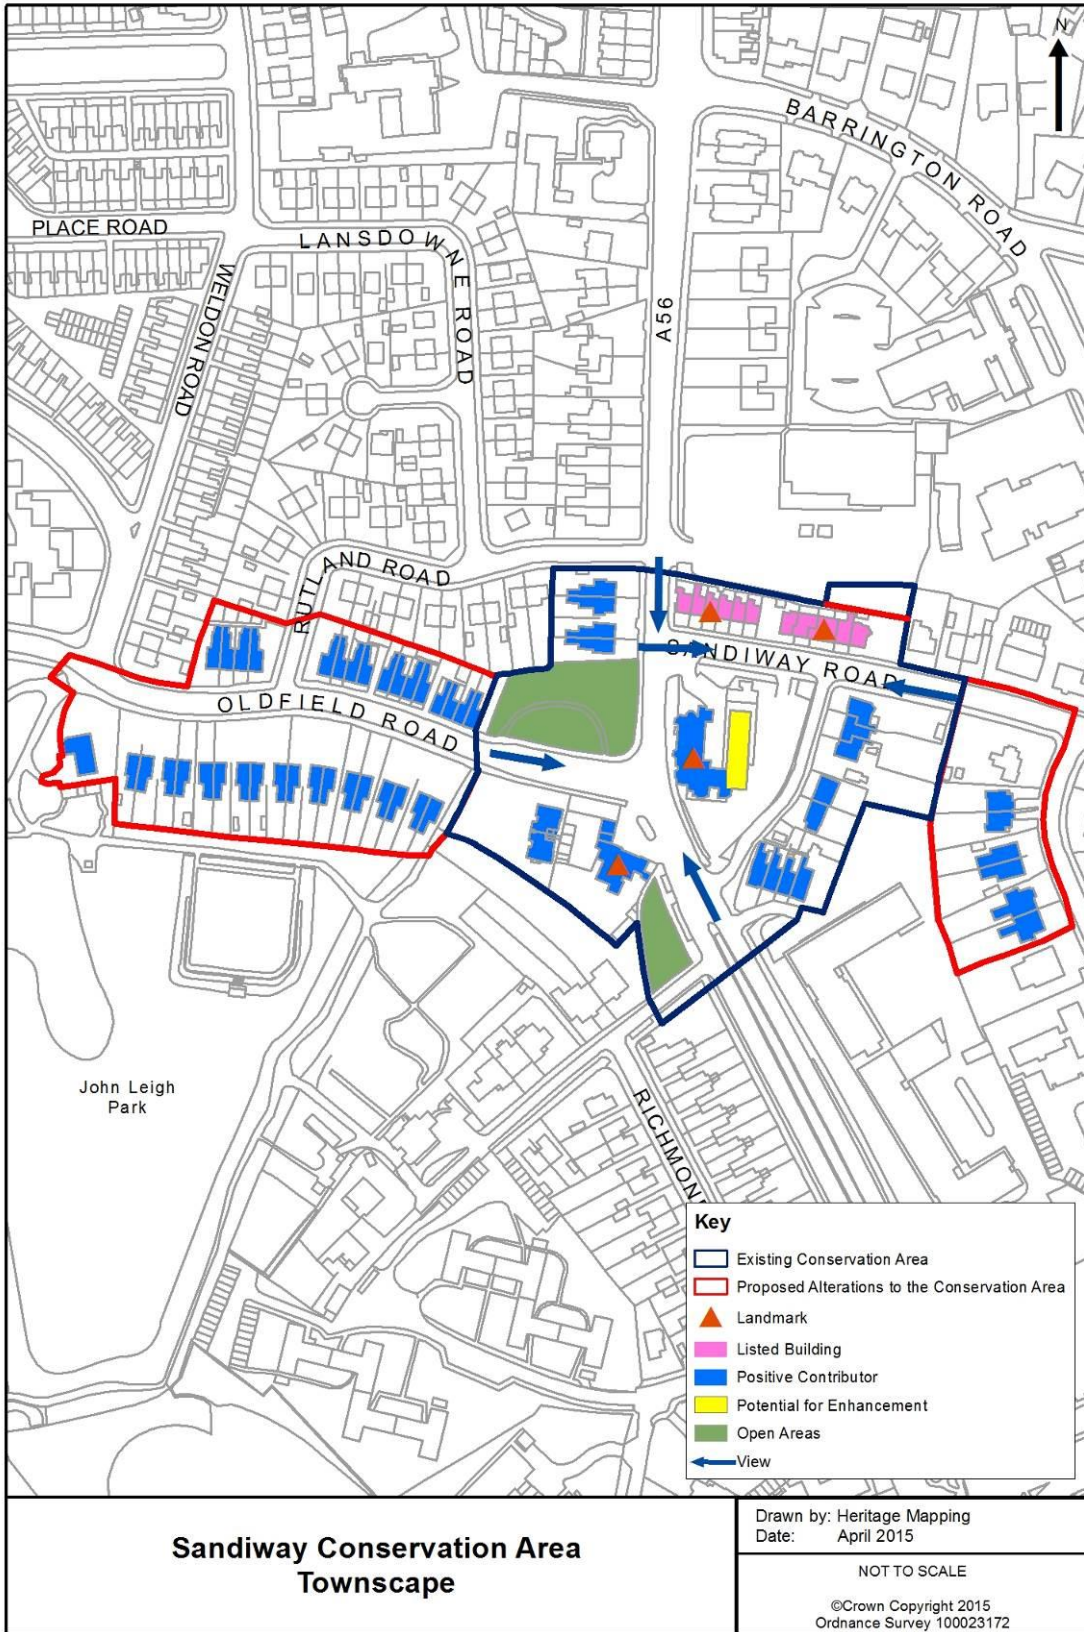 N
BARRINGTON ROAD
PLACE ROAD
LANSDOWNE ROAD
WELDON ROAD
A56
RUTLAND ROAD
SANDIWAY ROAD
OLDFIELD ROAD
John Leigh
Park
RICHMOND
Key
Existing Conservation Area
Proposed Alterations to the Conservation Area
Landmark
Listed Building
Positive Contributor
Potential for Enhancement
Open Areas
View
Sandiway Conservation Area
Townscape
Drawn by: Heritage Mapping
Date: April 2015
NOT TO SCALE
©Crown Copyright 2015
Ordnance Survey 100023172